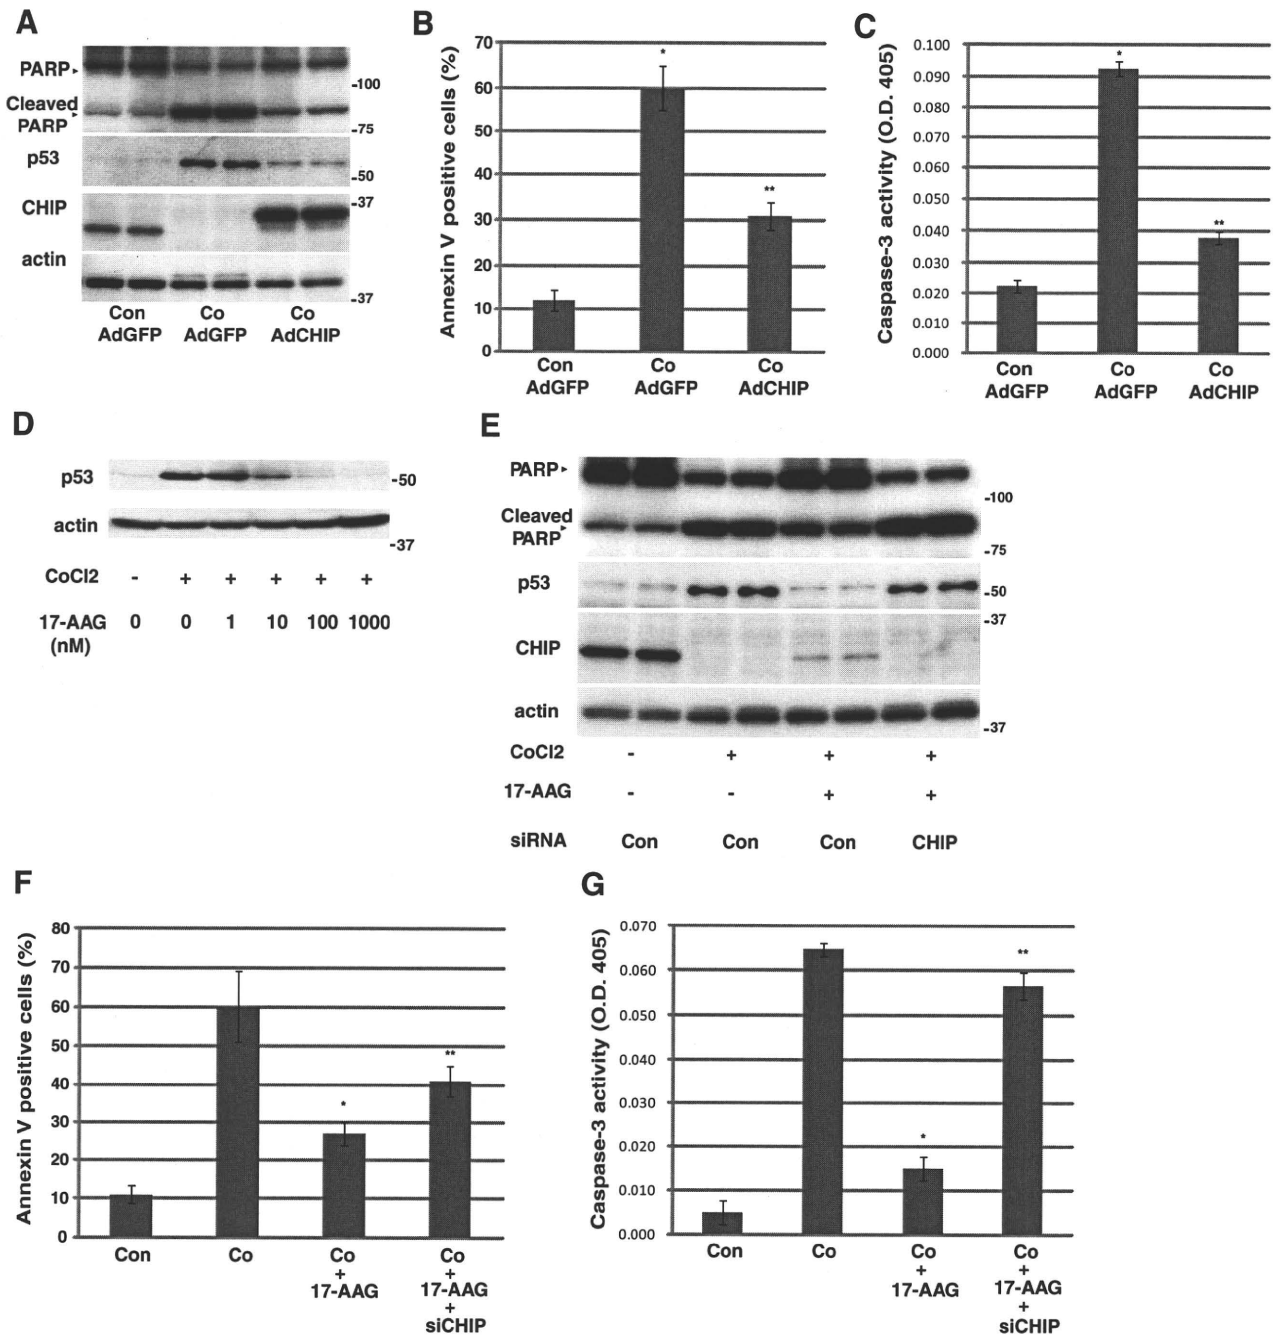 A
PARP
-100
Cleaved
PARP
-75
p53
-50
CHIP
-37
actin
-37
Con Co Co
AdGFP AdGFP AdCHIP
B
Annexin V positive cells (%)
70
60
50
40
30
20
10
0
*
**
Con Co Co
AdGFP AdGFP AdCHIP
C
Caspase-3 activity (O.D. 405)
0.100
0.090
0.080
0.070
0.060
0.050
0.040
0.030
0.020
0.010
0.000
*
**
Con Co Co
AdGFP AdGFP AdCHIP
D
p53
-50
actin
-37
CoCl2 - + + + + +
17-AAG 0 0 1 10 100 1000
(nM)
E
PARP
-100
Cleaved
PARP
-75
p53
-50
-37
CHIP
actin
-37
CoCl2 - + + +
17-AAG - - + +
siRNA Con Con Con CHIP
F
Annexin V positive cells (%)
80
70
60
50
40
30
20
10
0
*
**
Con Co Co Co
+ +
17-AAG 17-AAG
+
siCHIP
G
Caspase-3 activity (O.D. 405)
0.070
0.060
0.050
0.040
0.030
0.020
0.010
0.000
*
**
Con Co Co Co
+ +
17-AAG 17-AAG
+
siCHIP